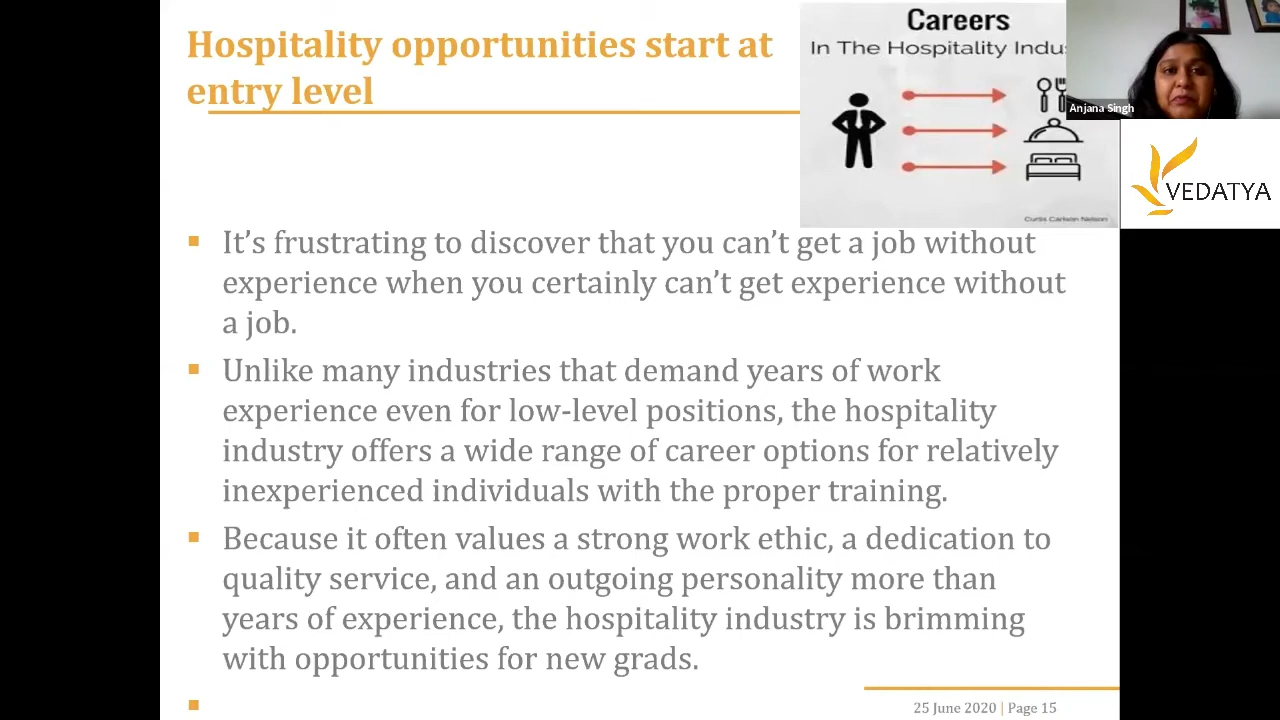 Hospitality opportunities start at
entry level
Careers
In The Hospitality Indus
Curtis Carlson Nelson
Anjana Singh
VEDATYA
It’s frustrating to discover that you can’t get a job without
experience when you certainly can’t get experience without
a job.
Unlike many industries that demand years of work
experience even for low-level positions, the hospitality
industry offers a wide range of career options for relatively
inexperienced individuals with the proper training.
Because it often values a strong work ethic, a dedication to
quality service, and an outgoing personality more than
years of experience, the hospitality industry is brimming
with opportunities for new grads.
25 June 2020 | Page 15